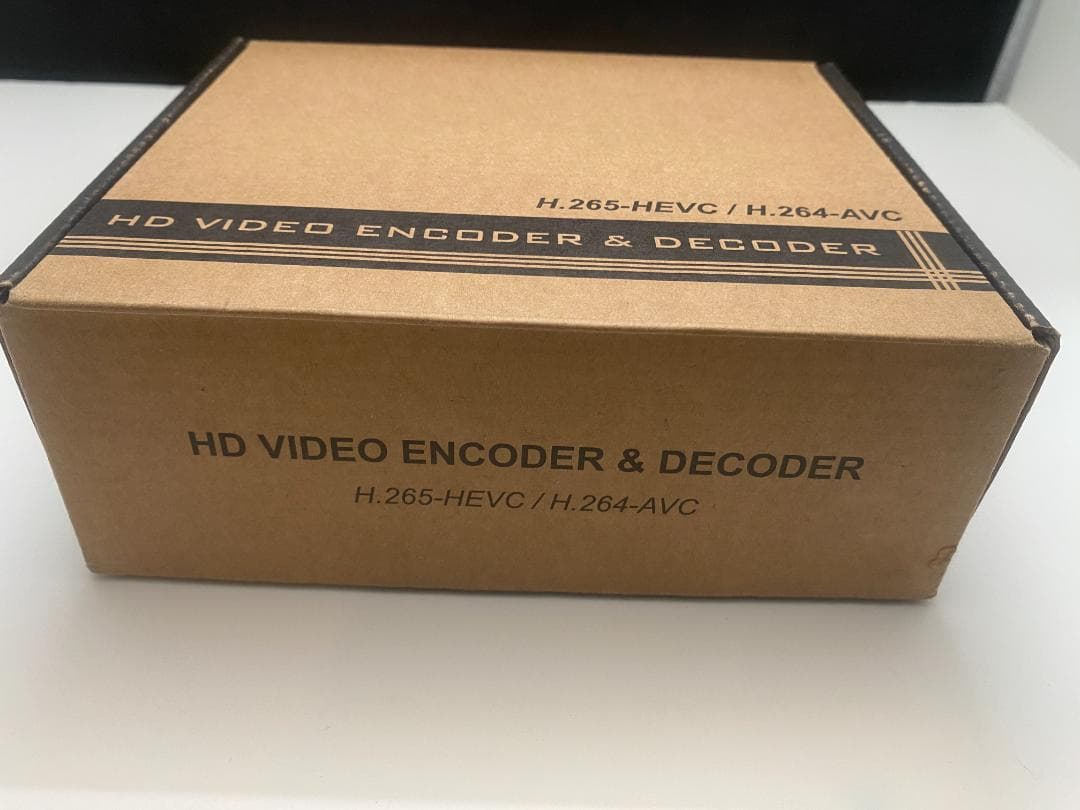 H.265-HEVC / H.264-AVC
HD VIDEO ENCODER & DECODER
HD VIDEO ENCODER & DECODER
H.265-HEVC / H.264-AVC